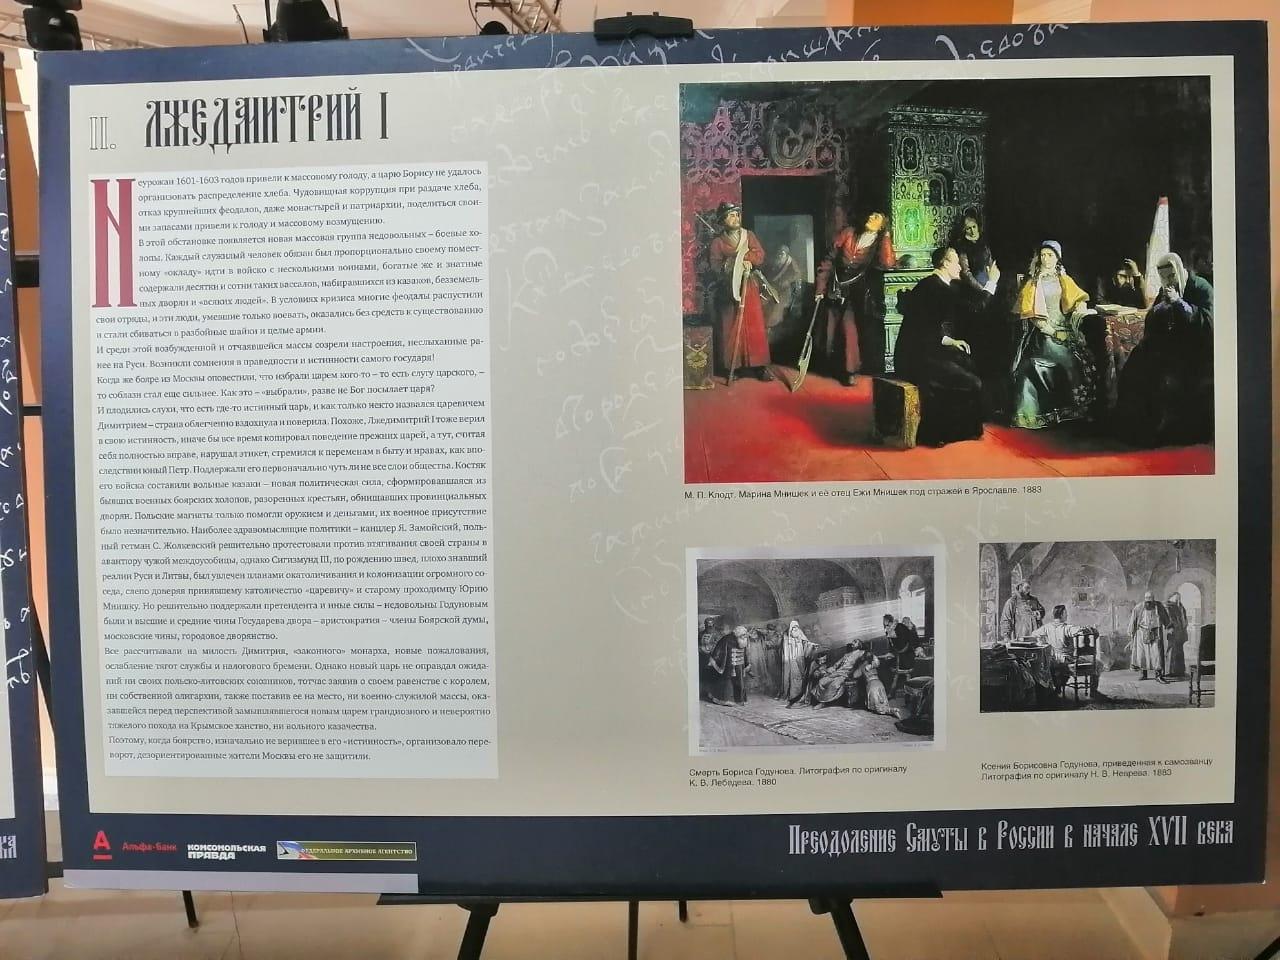 II. ЛЖЕДМИТРИЙ I
Неурожаи 1601-1603 годов привели к массовому голоду, а царю Борису не удалось
организовать распределение хлеба. Чудовищная коррупция при раздаче хлеба,
отказ крупнейших феодалов, даже монастырей и патриархии, поделиться свои-
ми запасами привели к голоду и массовому возмущению.
В этой обстановке появляется новая массовая группа недовольных – боевые хо-
лопы. Каждый служилый человек обязан был пропорционально своему помест-
ному «окладу» идти в войско с несколькими воинами, богатые же и знатные
содержали десятки и сотни таких вассалов, набиравшихся из казаков, безземель-
ных дворян и «всяких людей». В условиях кризиса многие феодалы распустили
свои отряды, и эти люди, умевшие только воевать, оказались без средств к существованию
и стали сбиваться в разбойные шайки и целые армии.
И среди этой возбужденной и отчаявшейся массы созрели настроения, неслыханные ра-
нее на Руси. Возникли сомнения в праведности и истинности самого государя!
Когда же бояре из Москвы оповестили, что избрали царем кого-то – то есть слугу царского, –
то соблазн стал еще сильнее. Как это – «выбрали», разве не Бог посылает царя?
И плодились слухи, что есть где-то истинный царь, и как только некто назвался царевичем
Димитрием – страна облегченно вздохнула и поверила. Похоже, Лжедимитрий I тоже верил
в свою истинность, иначе бы все время копировал поведение прежних царей, а тут, считая
себя полностью вправе, нарушал этикет, стремился к переменам в быту и нравах, как впо-
следствии юный Петр. Поддержали его первоначально чуть ли не все слои общества. Костяк
его войска составили вольные казаки – новая политическая сила, сформировавшаяся из
бывших военных боярских холопов, разоренных крестьян, обнищавших провинциальных
дворян. Польские магнаты только помогли оружием и деньгами, их военное присутствие
было незначительно. Наиболее здравомыслящие политики – канцлер Я. Замойский, поль-
ный гетман С. Жолкевский решительно протестовали против втягивания своей страны в
авантюру чужой междоусобицы, однако Сигизмунд III, по рождению швед, плохо знавший
реалии Руси и Литвы, был увлечен планами окатоличивания и колонизации огромного со-
седа, слепо доверяя принявшему католичество «царевичу» и старому проходимцу Юрию
Мнишку. Но решительно поддержали претендента и иные силы – недовольны Годуновым
были и высшие и средние чины Государева двора – аристократия – члены Боярской думы,
московские чины, городовое дворянство.
Все рассчитывали на милость Димитрия, «законного» монарха, новые пожалования,
ослабление тягот службы и налогового бремени. Однако новый царь не оправдал ожида-
ний ни своих польско-литовских союзников, тотчас заявив о своем равенстве с королем,
ни собственной олигархии, также поставив ее на место, ни военно-служилой массы, ока-
завшейся перед перспективой замышлявшегося новым царем грандиозного и невероятно
тяжелого похода на Крымское ханство, ни вольного казачества.
Поэтому, когда боярство, изначально не верившее в его «истинность», организовало пере-
ворот, дезориентированные жители Москвы его не защитили.
М. П. Клодт. Марина Мнишек и её отец Ежи Мнишек под стражей в Ярославле. 1883
Смерть Бориса Годунова. Литография по оригиналу
К. В. Лебедева. 1880
Ксения Борисовна Годунова, приведенная к самозванцу
Литография по оригиналу Н. В. Неврева. 1883
А Альфа-Банк
КОМСОМОЛЬСКАЯ
ПРАВДА
ФЕДЕРАЛЬНОЕ АРХИВНОЕ АГЕНТСТВО
Преодоление Смуты в России в начале XVII века